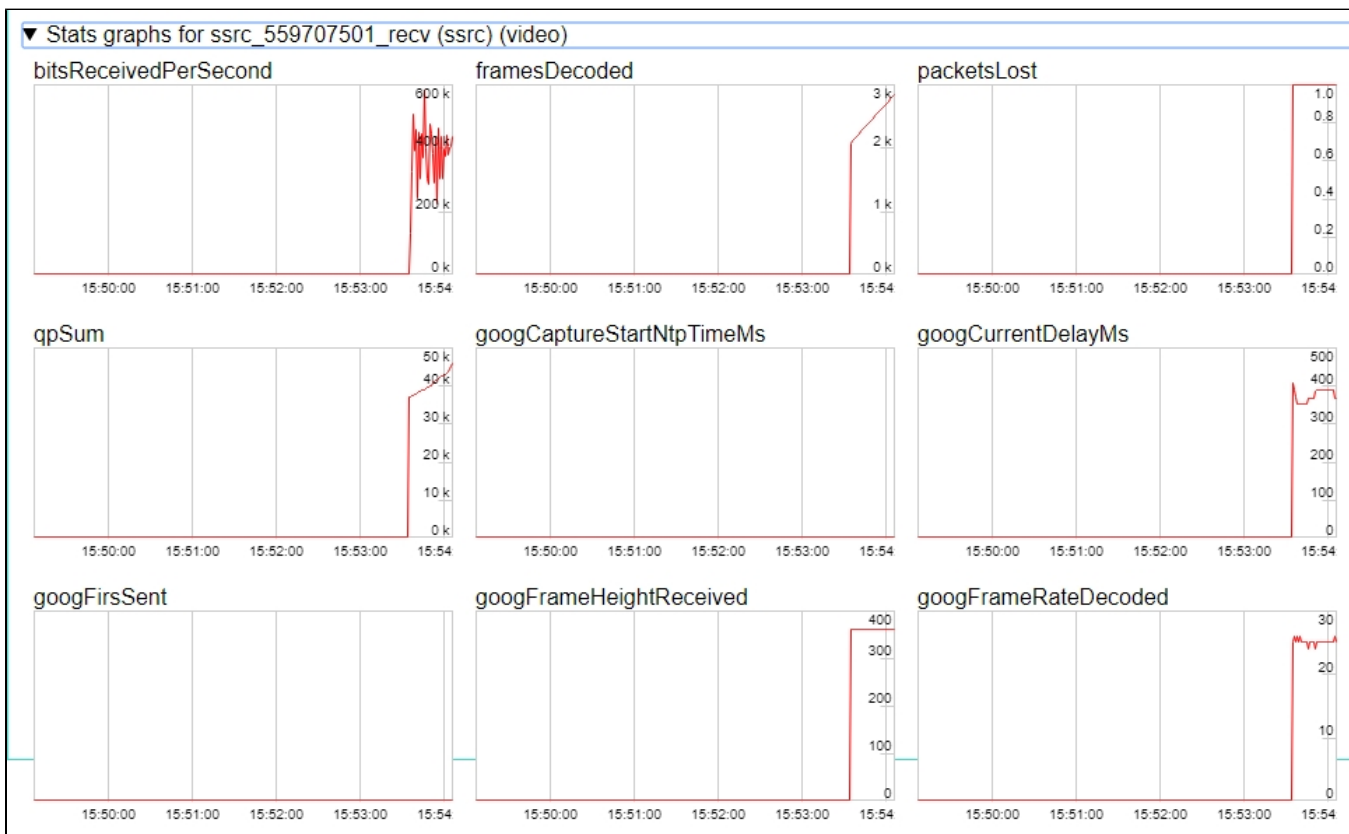 ▼ Stats graphs for ssrc_559707501_recv (ssrc) (video)
bitsReceivedPerSecond
600 k
400 k
200 k
0 k
15:50:00 15:51:00 15:52:00 15:53:00 15:54
framesDecoded
3 k
2 k
1 k
0 k
15:50:00 15:51:00 15:52:00 15:53:00 15:54
packetsLost
1.0
0.8
0.6
0.4
0.2
0.0
15:50:00 15:51:00 15:52:00 15:53:00 15:54
qpSum
50 k
40 k
30 k
20 k
10 k
0 k
15:50:00 15:51:00 15:52:00 15:53:00 15:54
googCaptureStartNtpTimeMs
15:50:00 15:51:00 15:52:00 15:53:00 15:54
googCurrentDelayMs
500
400
300
200
100
0
15:50:00 15:51:00 15:52:00 15:53:00 15:54
googFirsSent
15:50:00 15:51:00 15:52:00 15:53:00 15:54
googFrameHeightReceived
400
300
200
100
0
15:50:00 15:51:00 15:52:00 15:53:00 15:54
googFrameRateDecoded
30
20
10
0
15:50:00 15:51:00 15:52:00 15:53:00 15:54